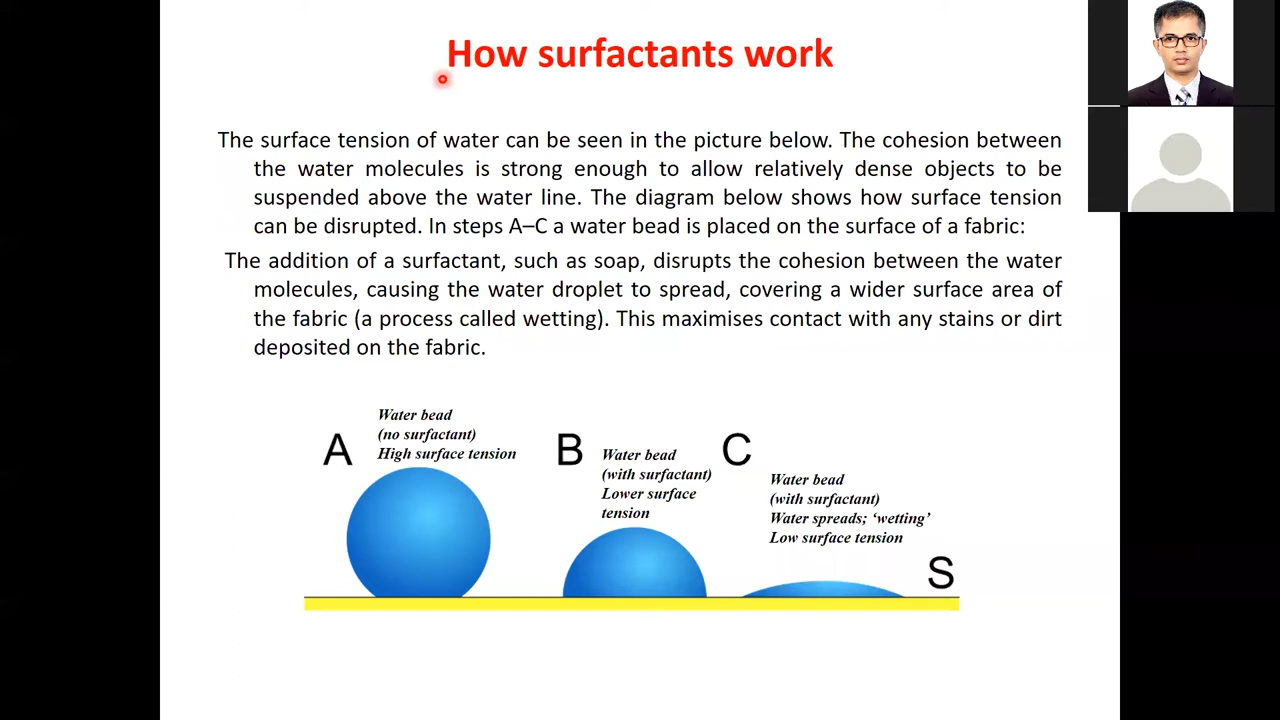 How surfactants work
The surface tension of water can be seen in the picture below. The cohesion between
the water molecules is strong enough to allow relatively dense objects to be
suspended above the water line. The diagram below shows how surface tension
can be disrupted. In steps A–C a water bead is placed on the surface of a fabric:
The addition of a surfactant, such as soap, disrupts the cohesion between the water
molecules, causing the water droplet to spread, covering a wider surface area of
the fabric (a process called wetting). This maximises contact with any stains or dirt
deposited on the fabric.
A
Water bead
(no surfactant)
High surface tension
B
Water bead
(with surfactant)
Lower surface
tension
C
Water bead
(with surfactant)
Water spreads; ‘wetting’
Low surface tension
S